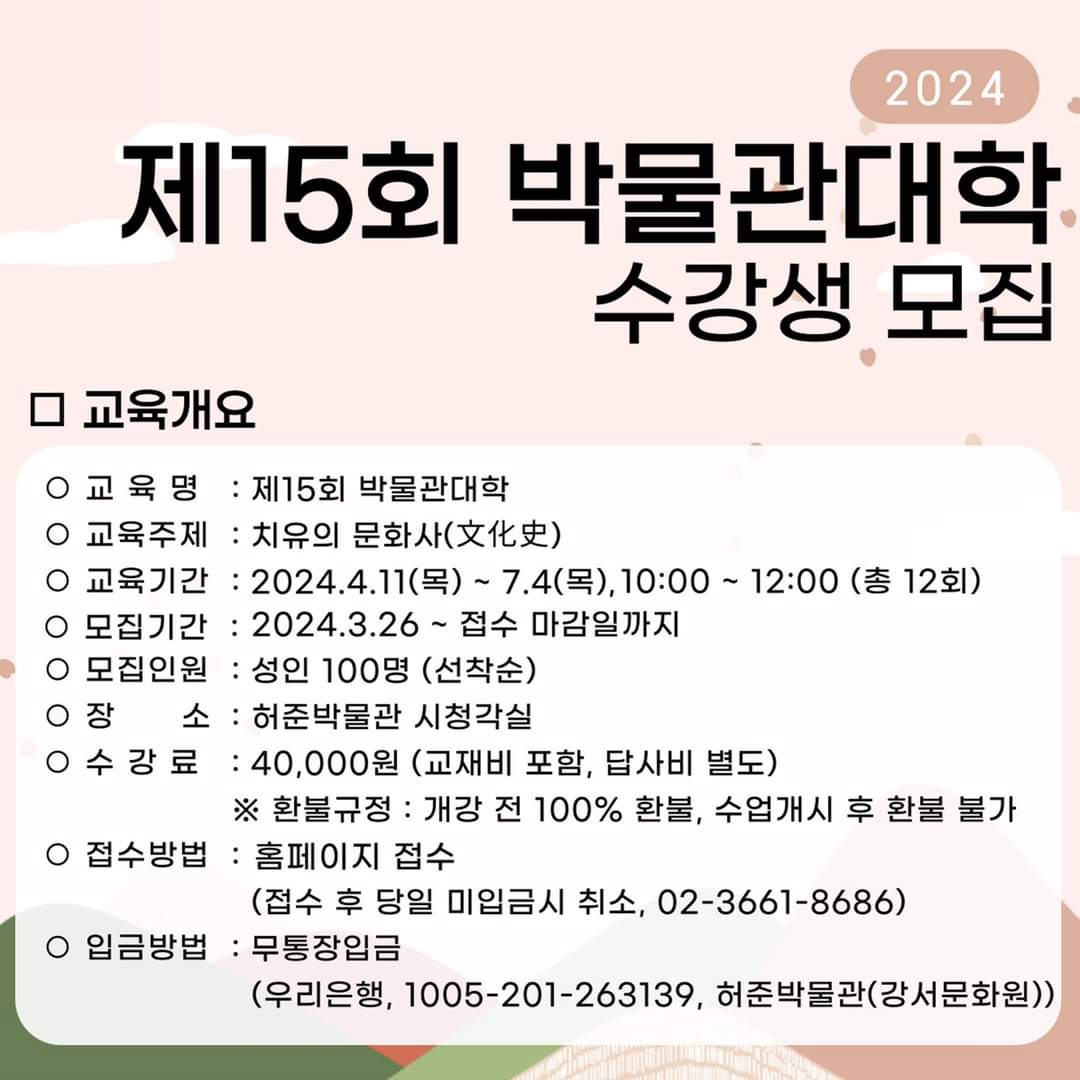 2024
제15회 박물관대학
수강생 모집
□ 교육개요
○ 교 육 명 : 제15회 박물관대학
○ 교육주제 : 치유의 문화사(文化史)
○ 교육기간 : 2024.4.11(목) ~ 7.4(목),10:00 ~ 12:00 (총 12회)
○ 모집기간 : 2024.3.26 ~ 접수 마감일까지
○ 모집인원 : 성인 100명 (선착순)
○ 장 소 : 허준박물관 시청각실
○ 수 강 료 : 40,000원 (교재비 포함, 답사비 별도)
※ 환불규정 : 개강 전 100% 환불, 수업개시 후 환불 불가
○ 접수방법 : 홈페이지 접수
(접수 후 당일 미입금시 취소, 02-3661-8686)
○ 입금방법 : 무통장입금
(우리은행, 1005-201-263139, 허준박물관(강서문화원))